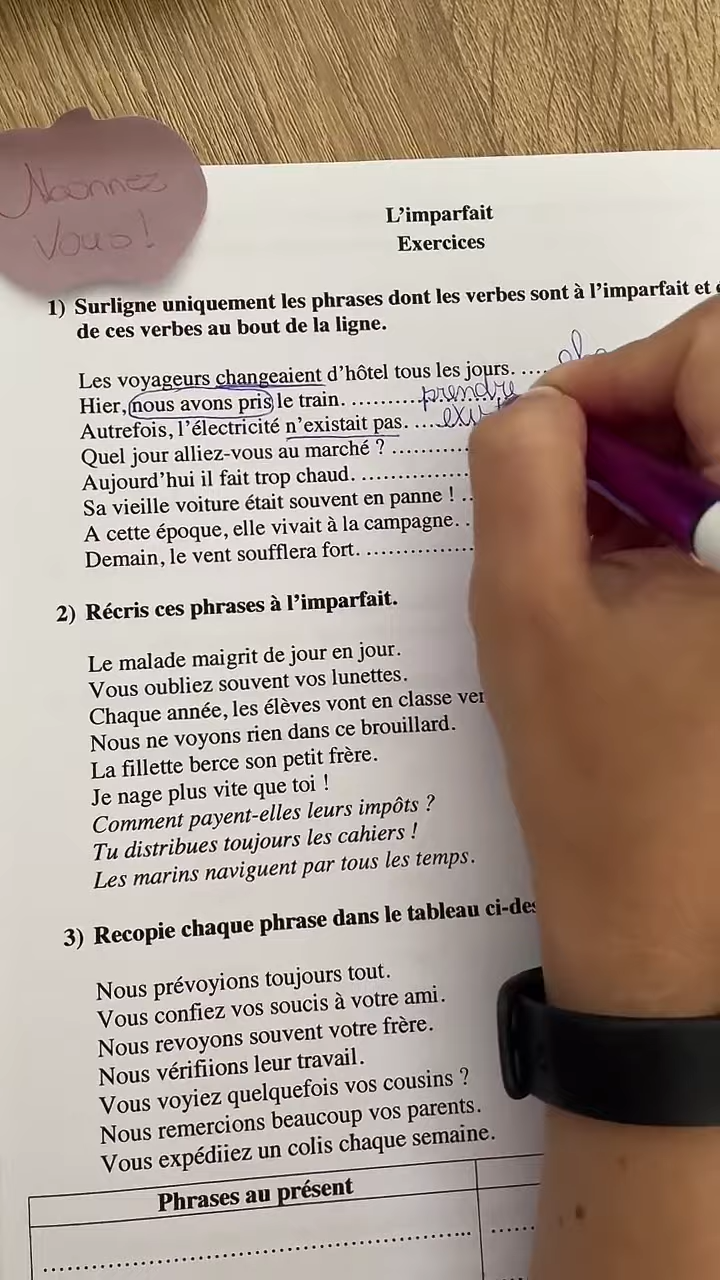 Abonnez
Vous!
L'imparfait
Exercices
1) Surligne uniquement les phrases dont les verbes sont à l'imparfait et
de ces verbes au bout de la ligne.
Les voyageurs changeaient d'hôtel tous les jours. ....
Hier, nous avons pris le train. .......... prendre
Autrefois, l'électricité n'existait pas. ....
Quel jour alliez-vous au marché ? ............
Aujourd'hui il fait trop chaud. .................
Sa vieille voiture était souvent en panne ! ..
A cette époque, elle vivait à la campagne. .
Demain, le vent soufflera fort. .................
2) Récris ces phrases à l'imparfait.
Le malade maigrit de jour en jour.
Vous oubliez souvent vos lunettes.
Chaque année, les élèves vont en classe
Nous ne voyons rien dans ce brouillard.
La fillette berce son petit frère.
Je nage plus vite que toi !
Comment payent-elles leurs impôts ?
Tu distribues toujours les cahiers !
Les marins naviguent par tous les temps.
3) Recopie chaque phrase dans le tableau
Nous prévoyions toujours tout.
Vous confiez vos soucis à votre ami.
Nous revoyons souvent votre frère.
Nous vérifiions leur travail.
Vous voyiez quelquefois vos cousins ?
Nous remercions beaucoup vos parents.
Vous expédiiez un colis chaque semaine.
Phrases au présent